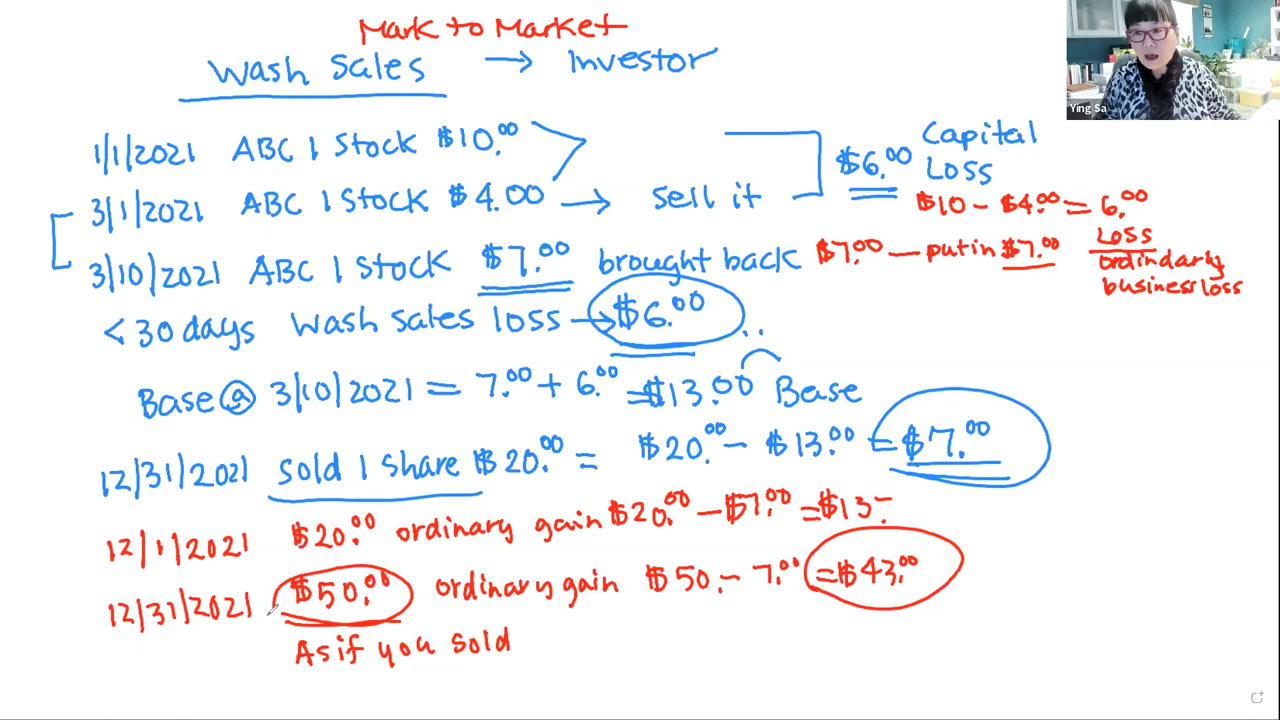 Mark to Market
Wash Sales → Investor
Ying Sa
1/1/2021 ABC 1 Stock $10.00
$6.00 Capital Loss
3/1/2021 ABC 1 Stock $4.00 → Sell it
$10 - $4.00 = 6.00
Loss
ordindarily
business loss
3/10/2021 ABC 1 Stock $7.00 brought back $7.00 — put in $7.00
< 30 days Wash sales loss → $6.00
Base @ 3/10/2021 = 7.00 + 6.00 = $13.00 Base
12/31/2021 Sold 1 share $20.00 = $20.00 - $13.00 = $7.00
12/1/2021 $20.00 ordinary gain $20.00 - $7.00 = $13.-
12/31/2021 $50.00 ordinary gain $50.- 7.00 = $43.00
As if you sold